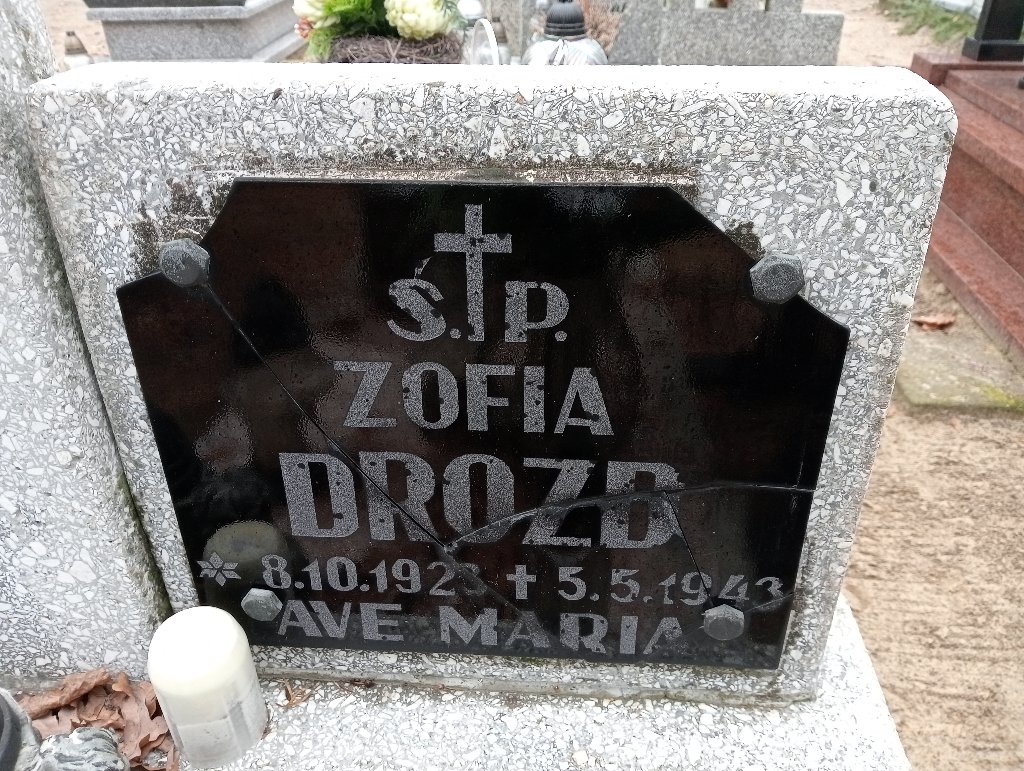 Ś.P.
ZOFIA
DROZD
8.10.1923 + 5.5.1943
AVE MARIA